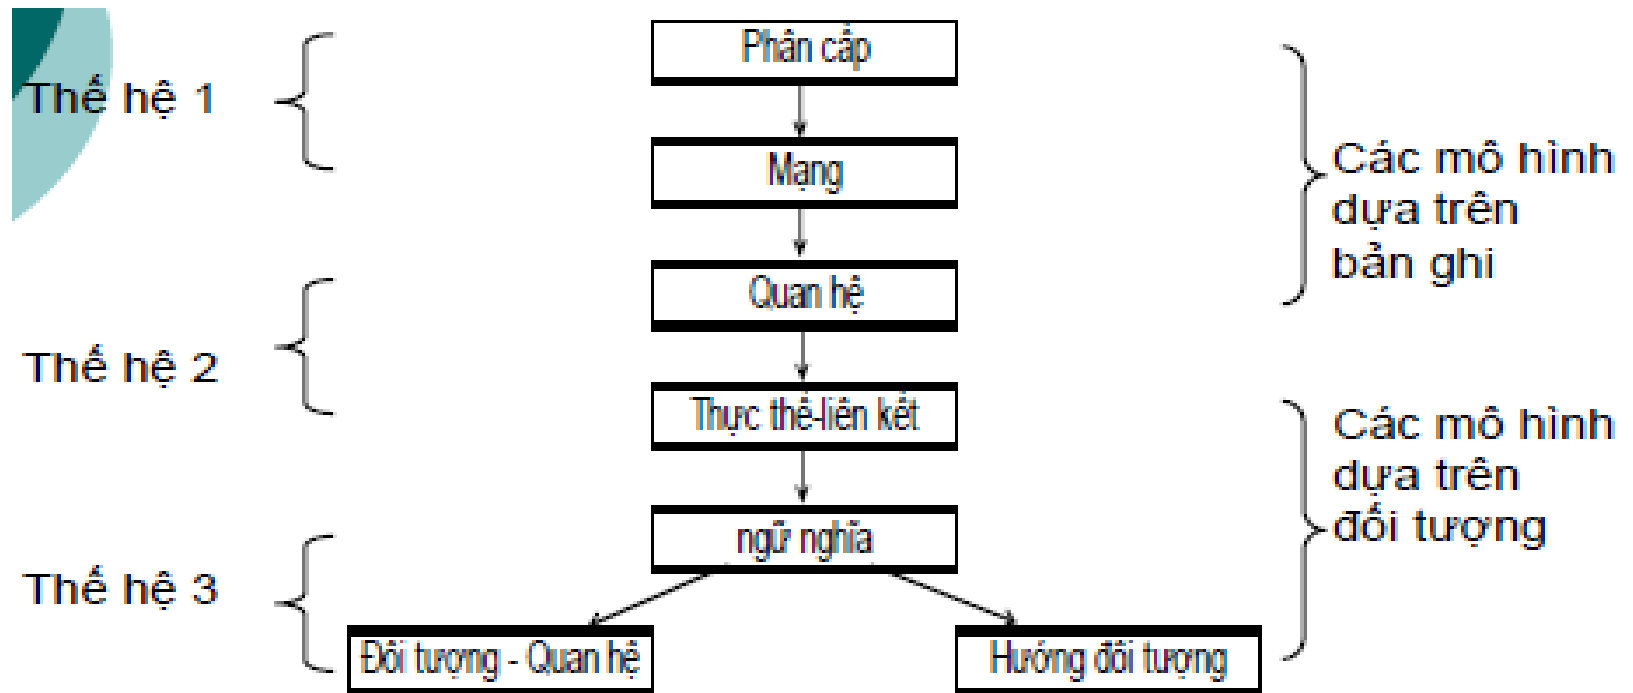 Phân cấp
Thế hệ 1
Mạng
Các mô hình
dựa trên
bản ghi
Quan hệ
Thế hệ 2
Thực thể-liên kết
Các mô hình
dựa trên
đối tượng
ngữ nghĩa
Thế hệ 3
Đối tượng - Quan hệ
Hướng đối tượng